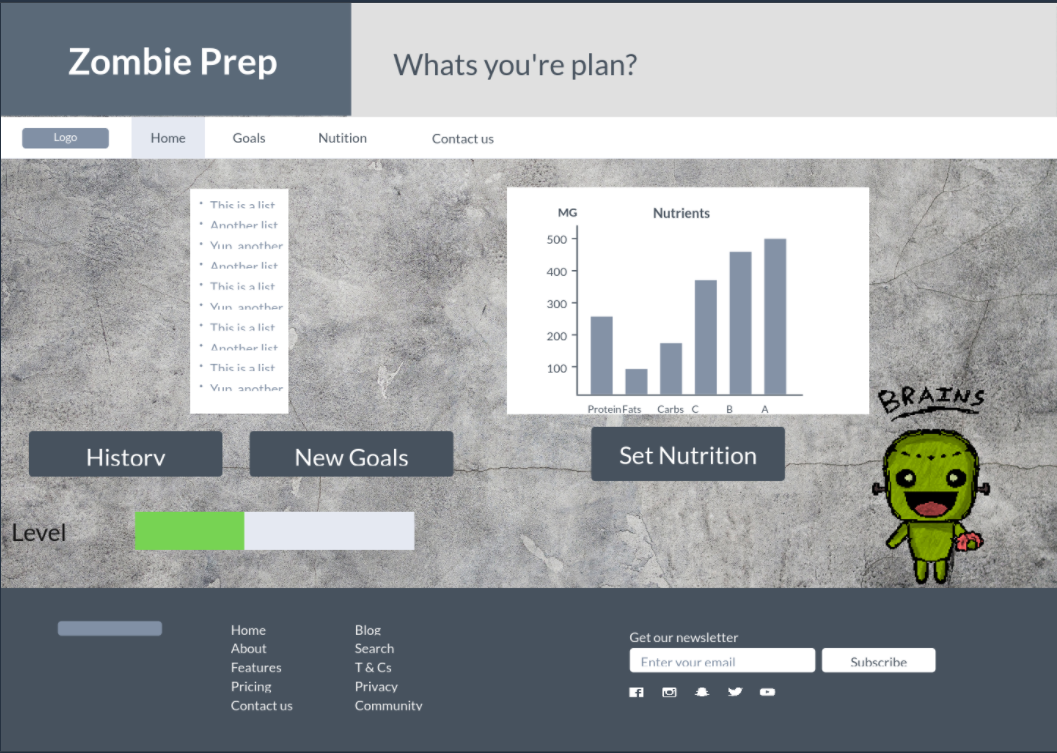 Zombie Prep
Whats you're plan?
Logo Home Goals Nutition Contact us
This is a list
Another list
Yup, another
Another list
This is a list
Yup, another
This is a list
Another list
This is a list
Yup, another
MG Nutrients
500
400
300
200
100
Protein Fats Carbs C B A
BRAINS
History New Goals Set Nutrition
Level
Home
About
Features
Pricing
Contact us
Blog
Search
T & Cs
Privacy
Community
Get our newsletter
Enter your email Subscribe